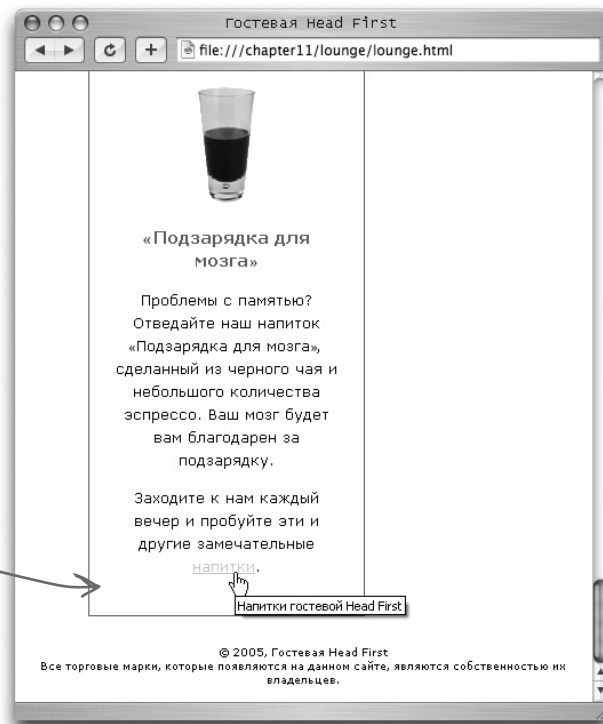 Гостевая Head First
file:///chapter11/lounge/lounge.html
«Подзарядка для
мозга»
Проблемы с памятью?
Отведайте наш напиток
«Подзарядка для мозга»,
сделанный из черного чая и
небольшого количества
эспрессо. Ваш мозг будет
вам благодарен за
подзарядку.
Заходите к нам каждый
вечер и пробуйте эти и
другие замечательные
напитки.
Напитки гостевой Head First
© 2005, Гостевая Head First
Все торговые марки, которые появляются на данном сайте, являются собственностью их
владельцев.